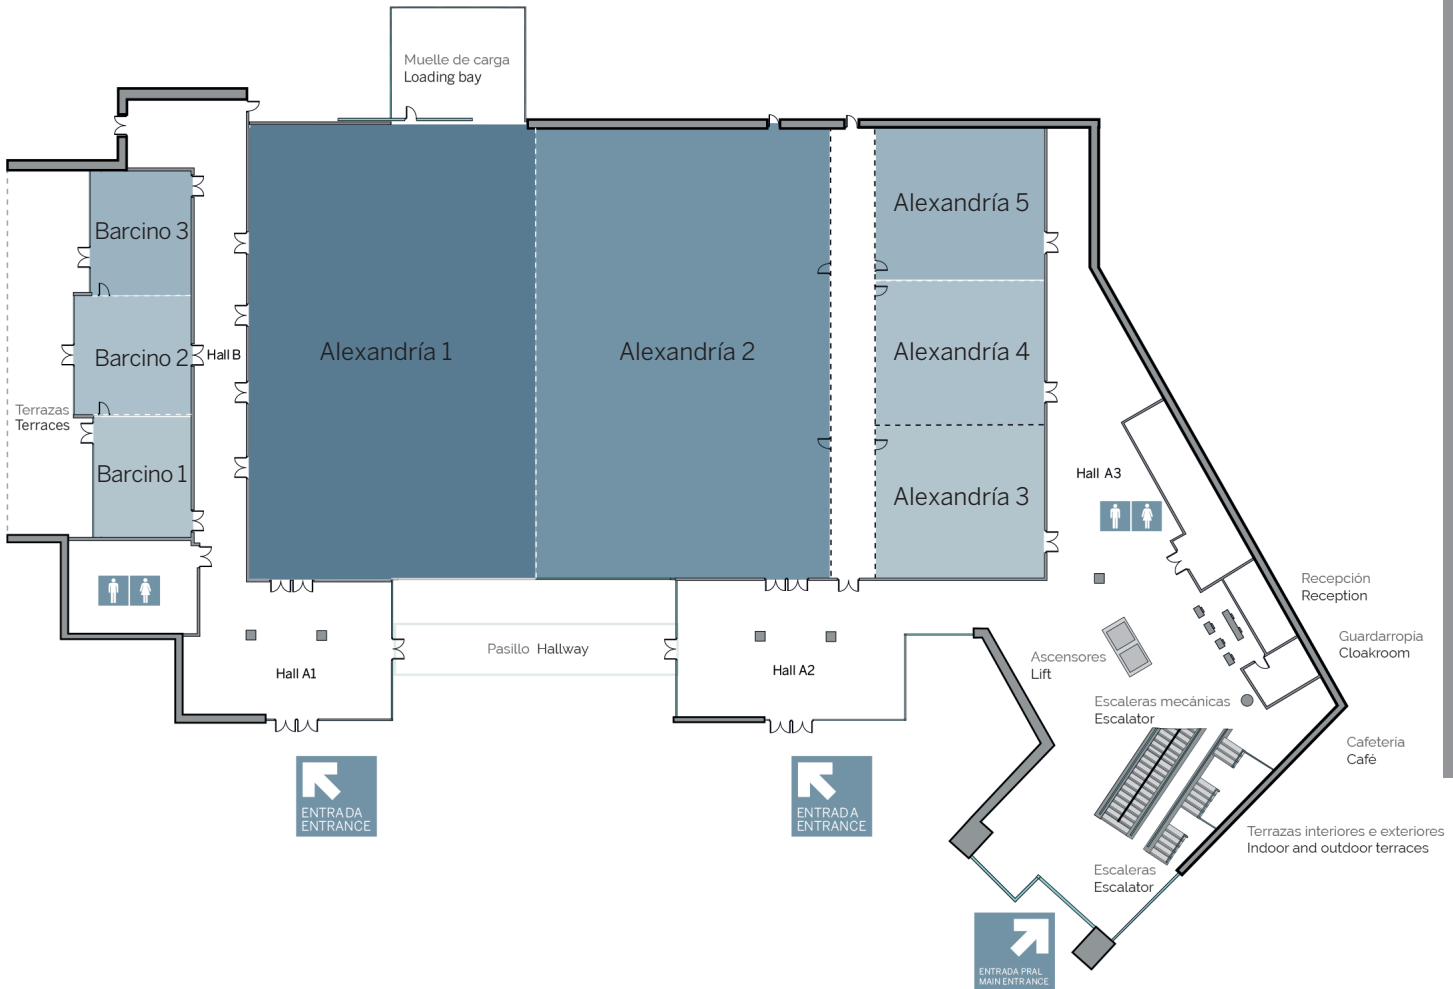 Muelle de carga
Loading bay
Barcino 3
Barcino 2
Barcino 1
Hall B
Terrazas
Terraces
Alexandría 1
Alexandría 2
Alexandría 5
Alexandría 4
Alexandría 3
Hall A3
Hall A1
Pasillo Hallway
Hall A2
Recepción
Reception
Guardarropía
Cloakroom
Ascensores
Lift
Escaleras mecánicas
Escalator
Cafetería
Café
Terrazas interiores e exteriores
Indoor and outdoor terraces
Escaleras
Escalator
ENTRADA
ENTRANCE
ENTRADA
ENTRANCE
ENTRADA PRAL
MAIN ENTRANCE